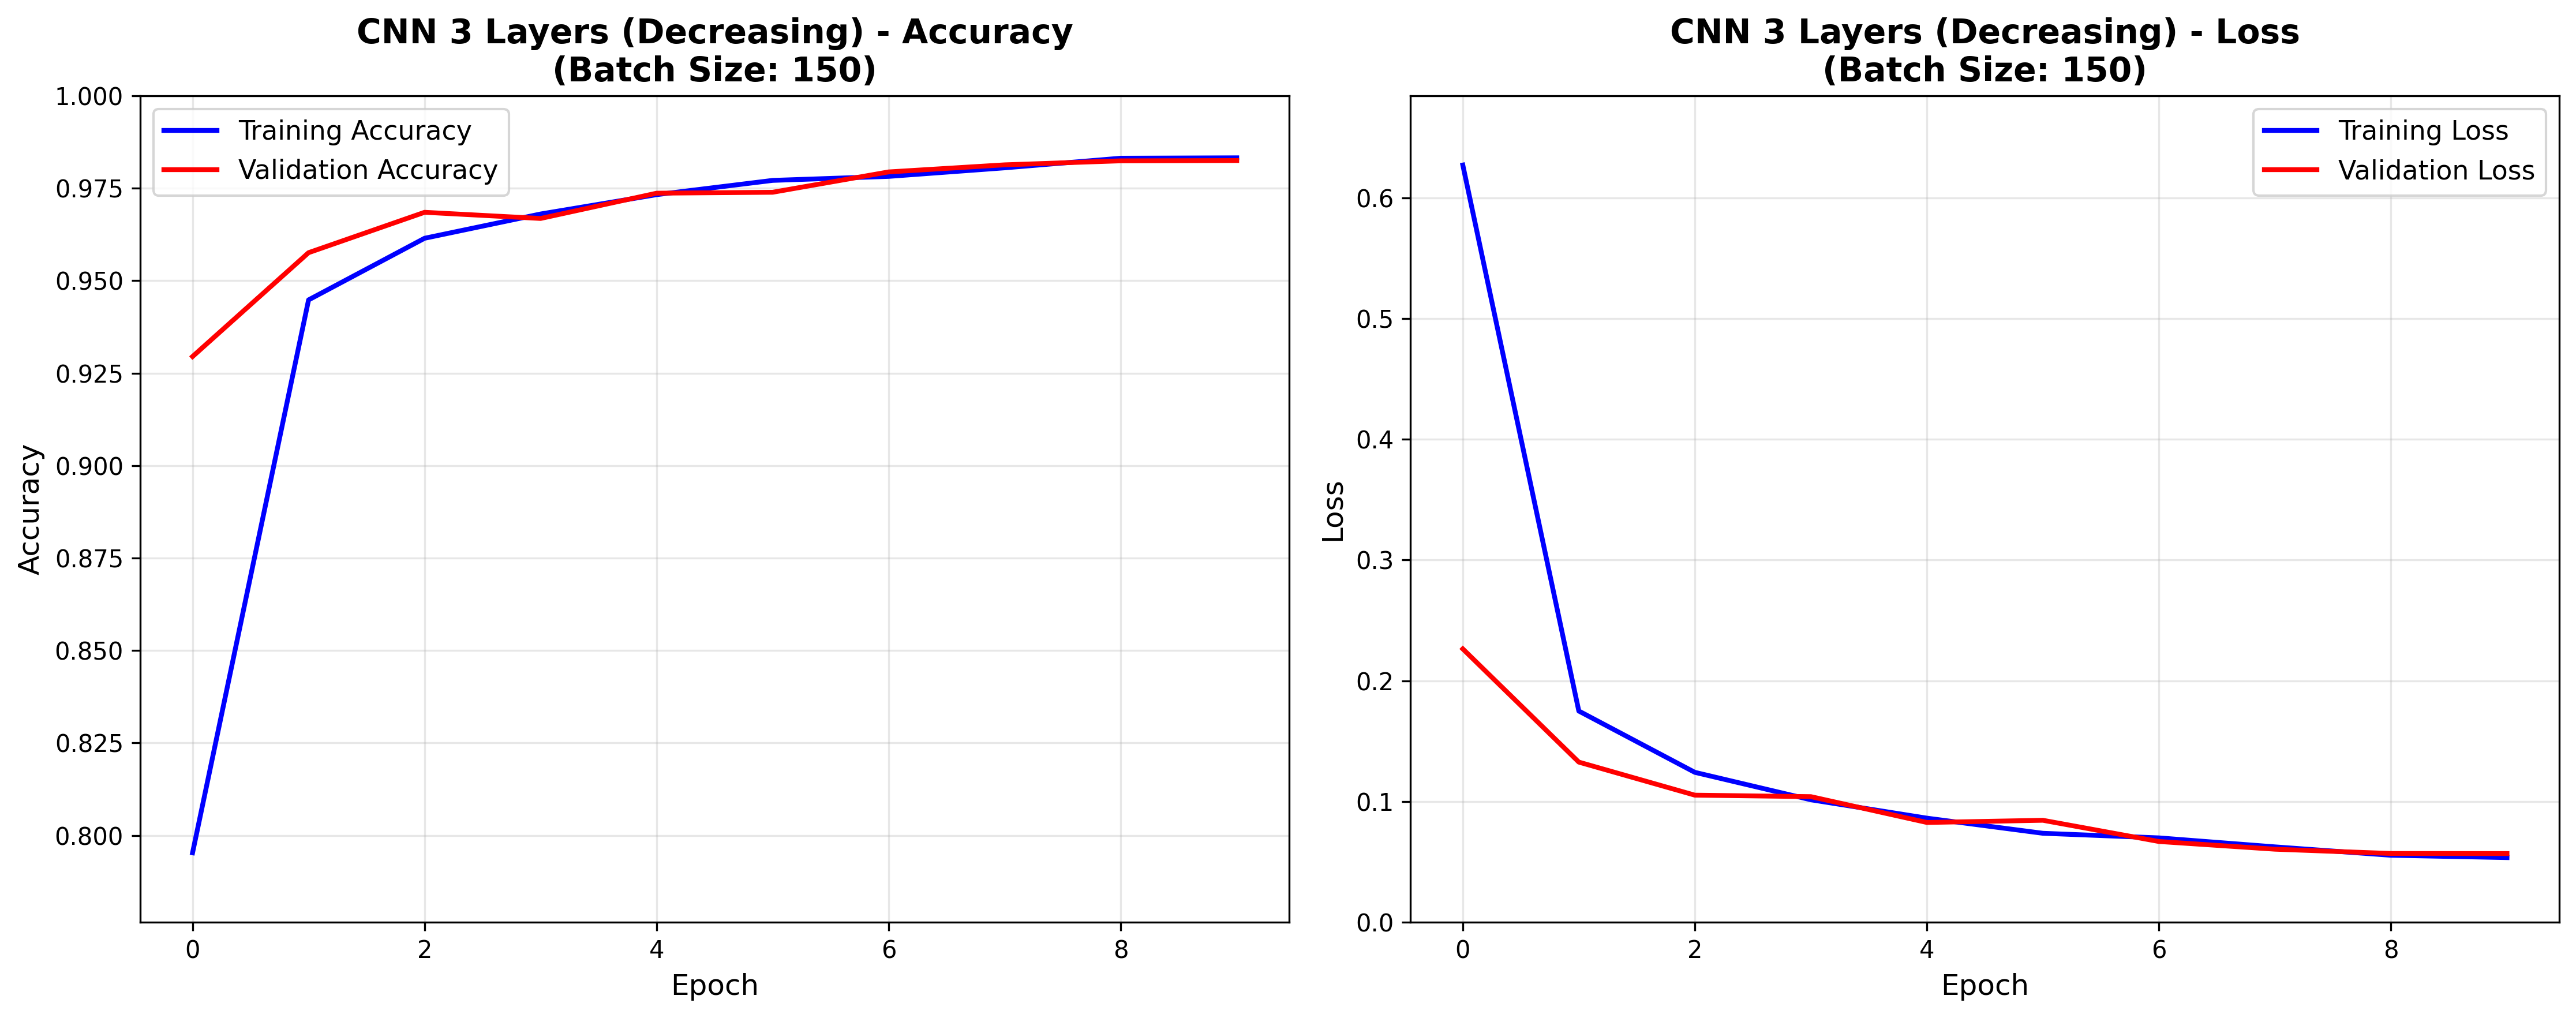 CNN 3 Layers (Decreasing) - Accuracy
(Batch Size: 150)
Training Accuracy
Validation Accuracy
1.000
0.975
0.950
0.925
0.900
0.875
0.850
0.825
0.800
Accuracy
0 2 4 6 8
Epoch
CNN 3 Layers (Decreasing) - Loss
(Batch Size: 150)
Training Loss
Validation Loss
0.6
0.5
0.4
0.3
0.2
0.1
0.0
Loss
0 2 4 6 8
Epoch